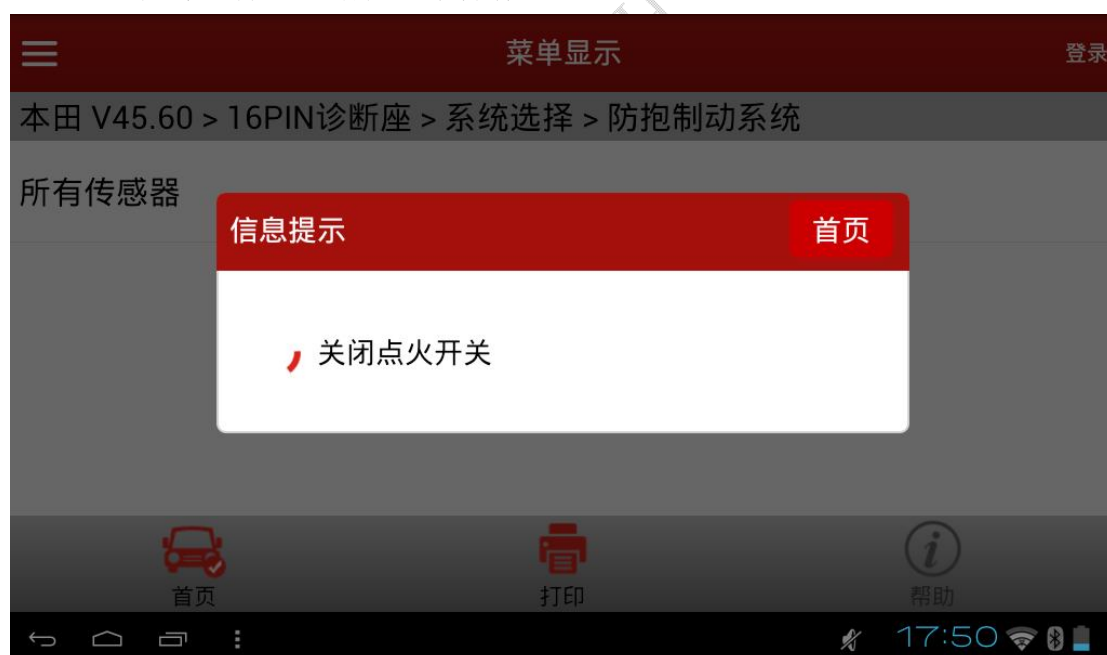 菜单显示
登录
本田 V45.60 > 16PIN诊断座 > 系统选择 > 防抱制动系统
所有传感器
信息提示
首页
关闭点火开关
首页
打印
帮助
17:50